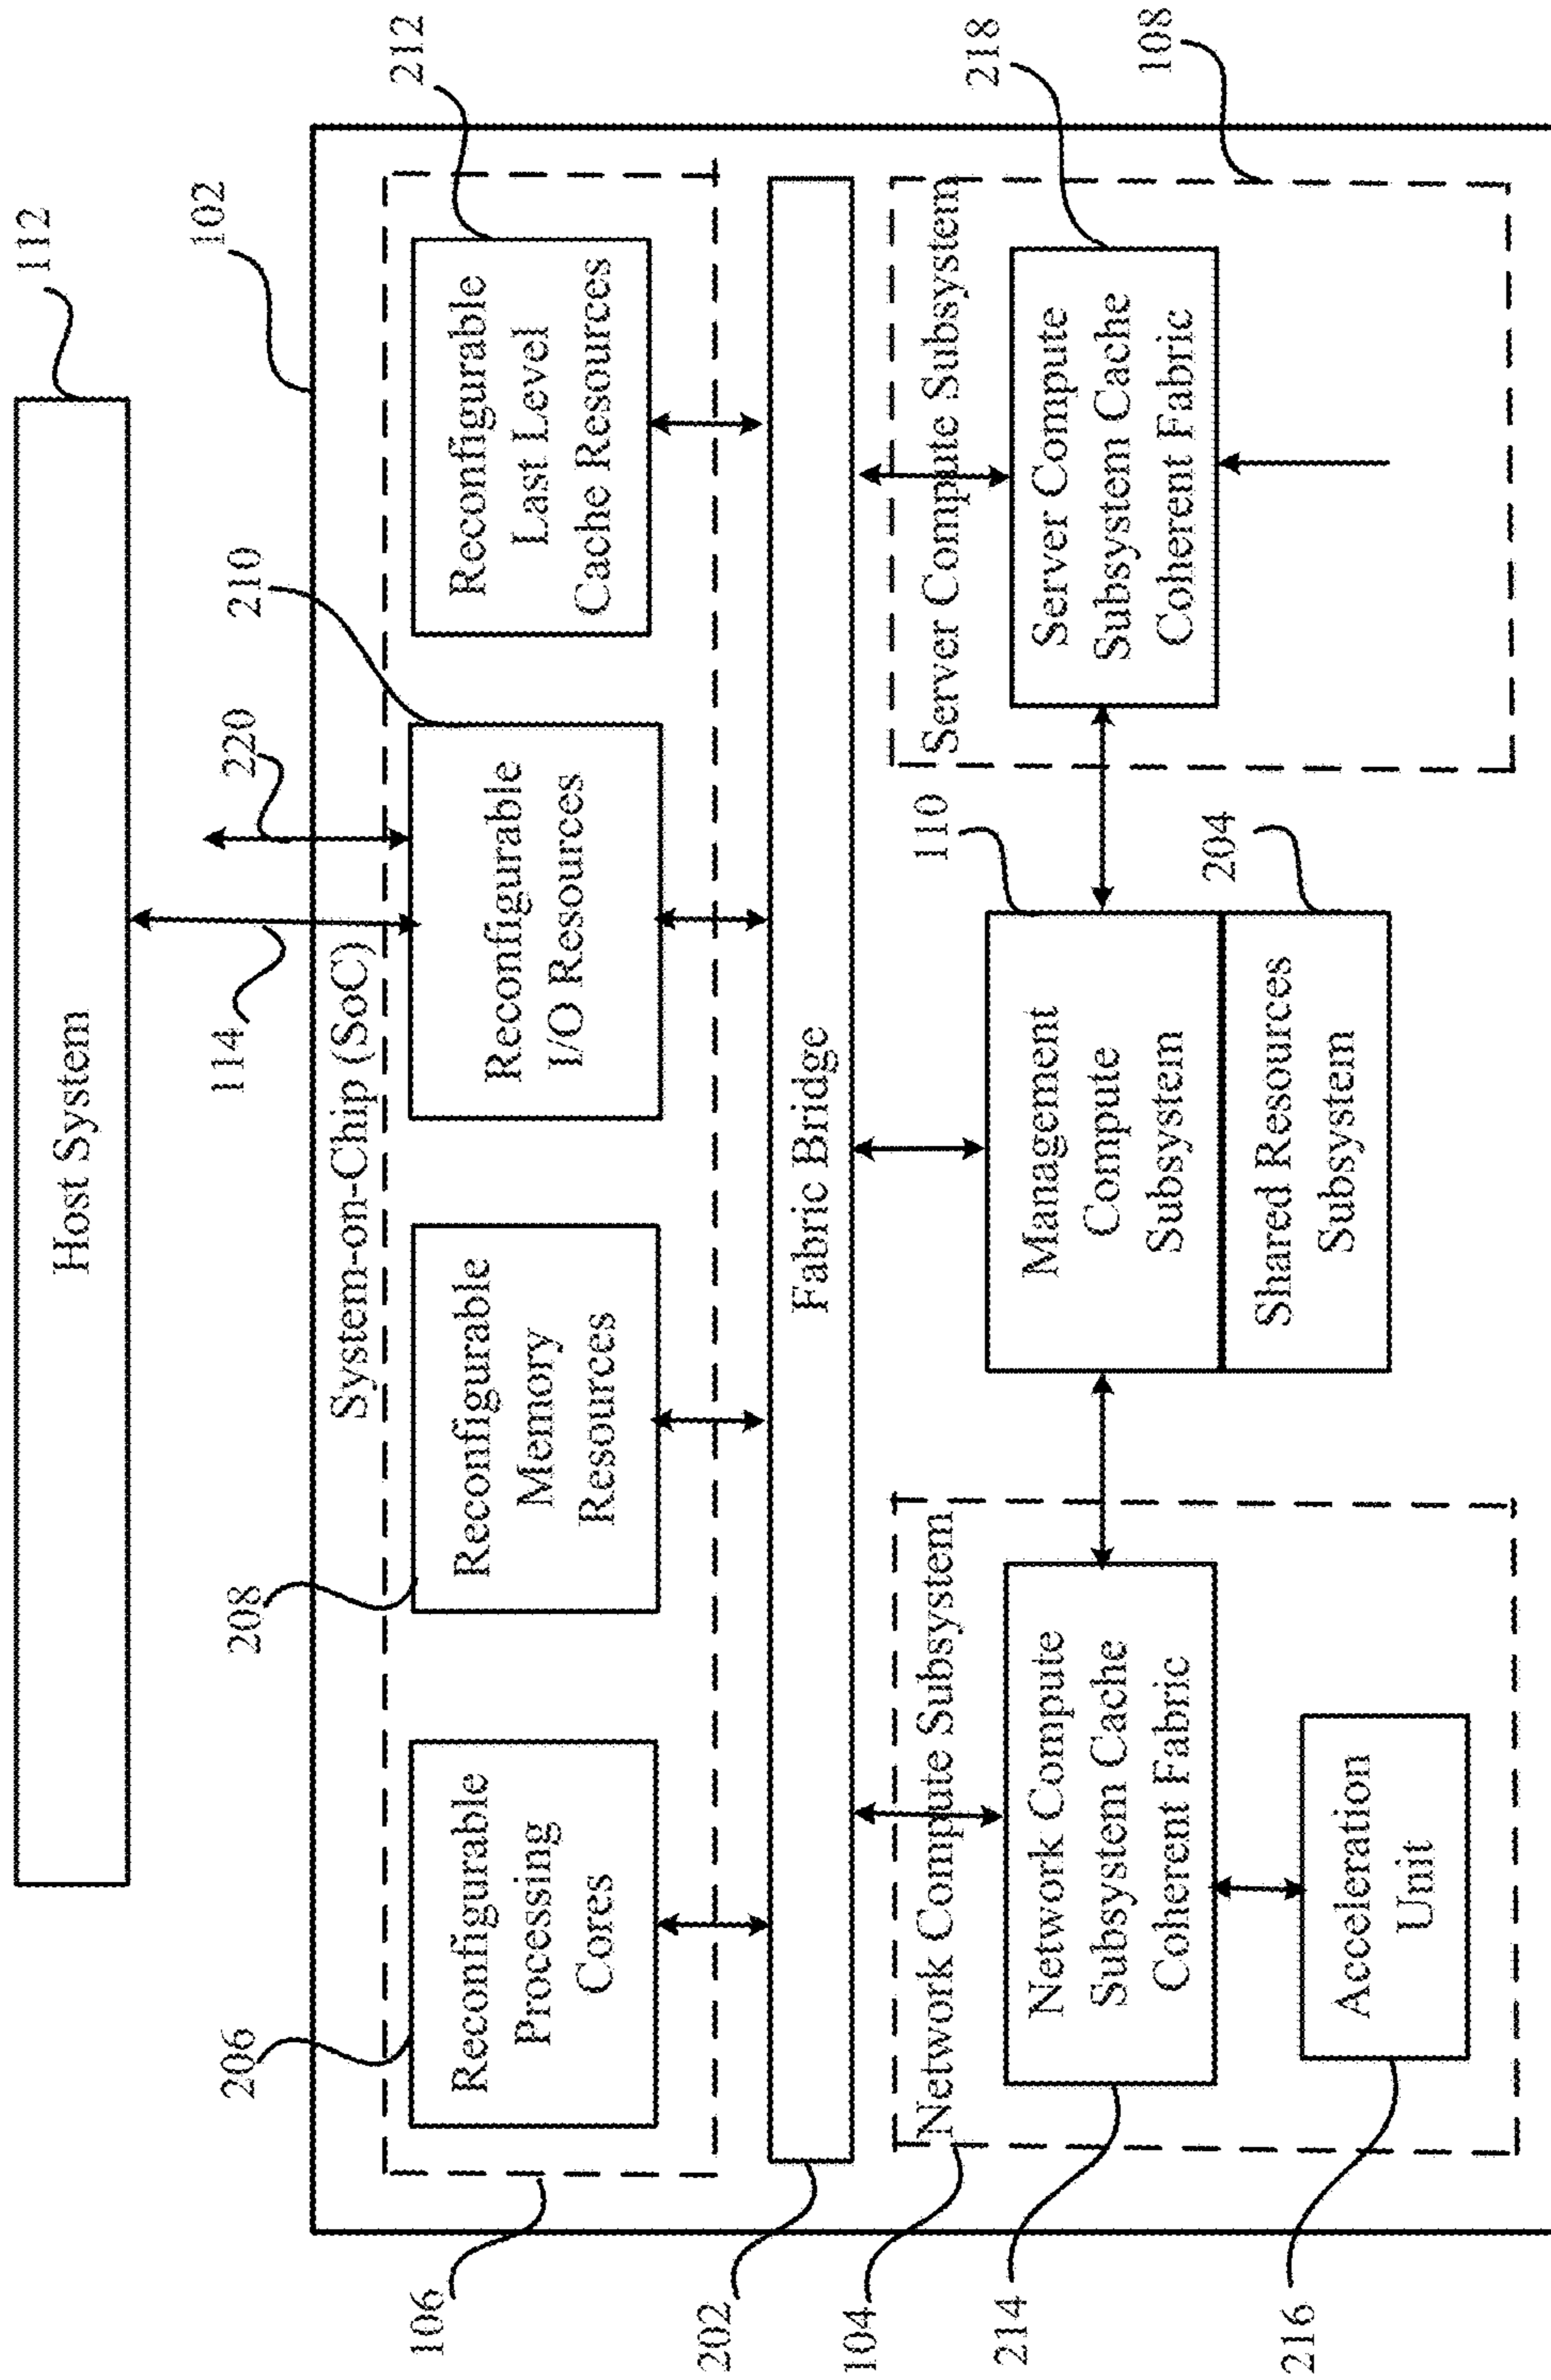 112
Host System
102
220
210
212
114
208
206
System-on-Chip (SoC)
Reconfigurable
Processing
Cores
Reconfigurable
Memory
Resources
Reconfigurable
I/O Resources
Reconfigurable
Last Level
Cache Resources
106
Fabric Bridge
202
104
Network Compute Subsystem
110
Server Compute Subsystem
218
Network Compute
Subsystem Cache
Coherent Fabric
Management
Compute
Subsystem
Server Compute
Subsystem Cache
Coherent Fabric
214
108
204
Shared Resources
Subsystem
Acceleration
Unit
216